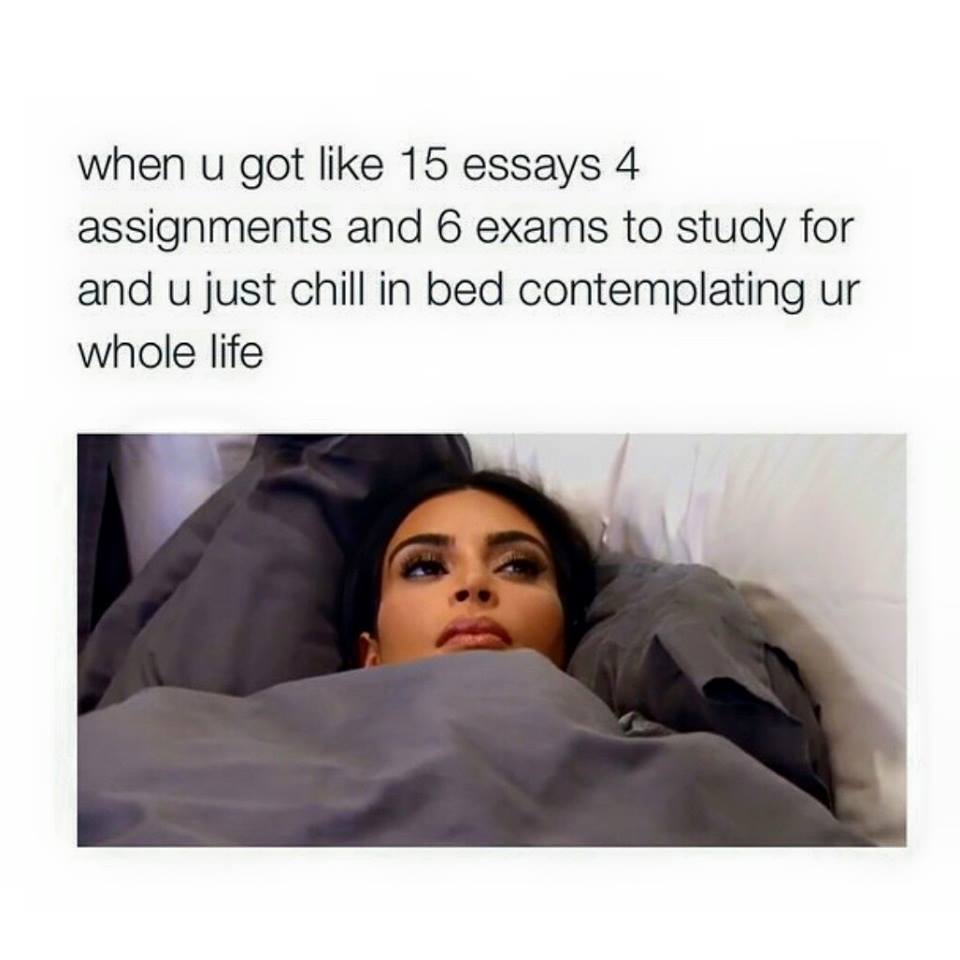 when u got like 15 essays 4
assignments and 6 exams to study for
and u just chill in bed contemplating ur
whole life